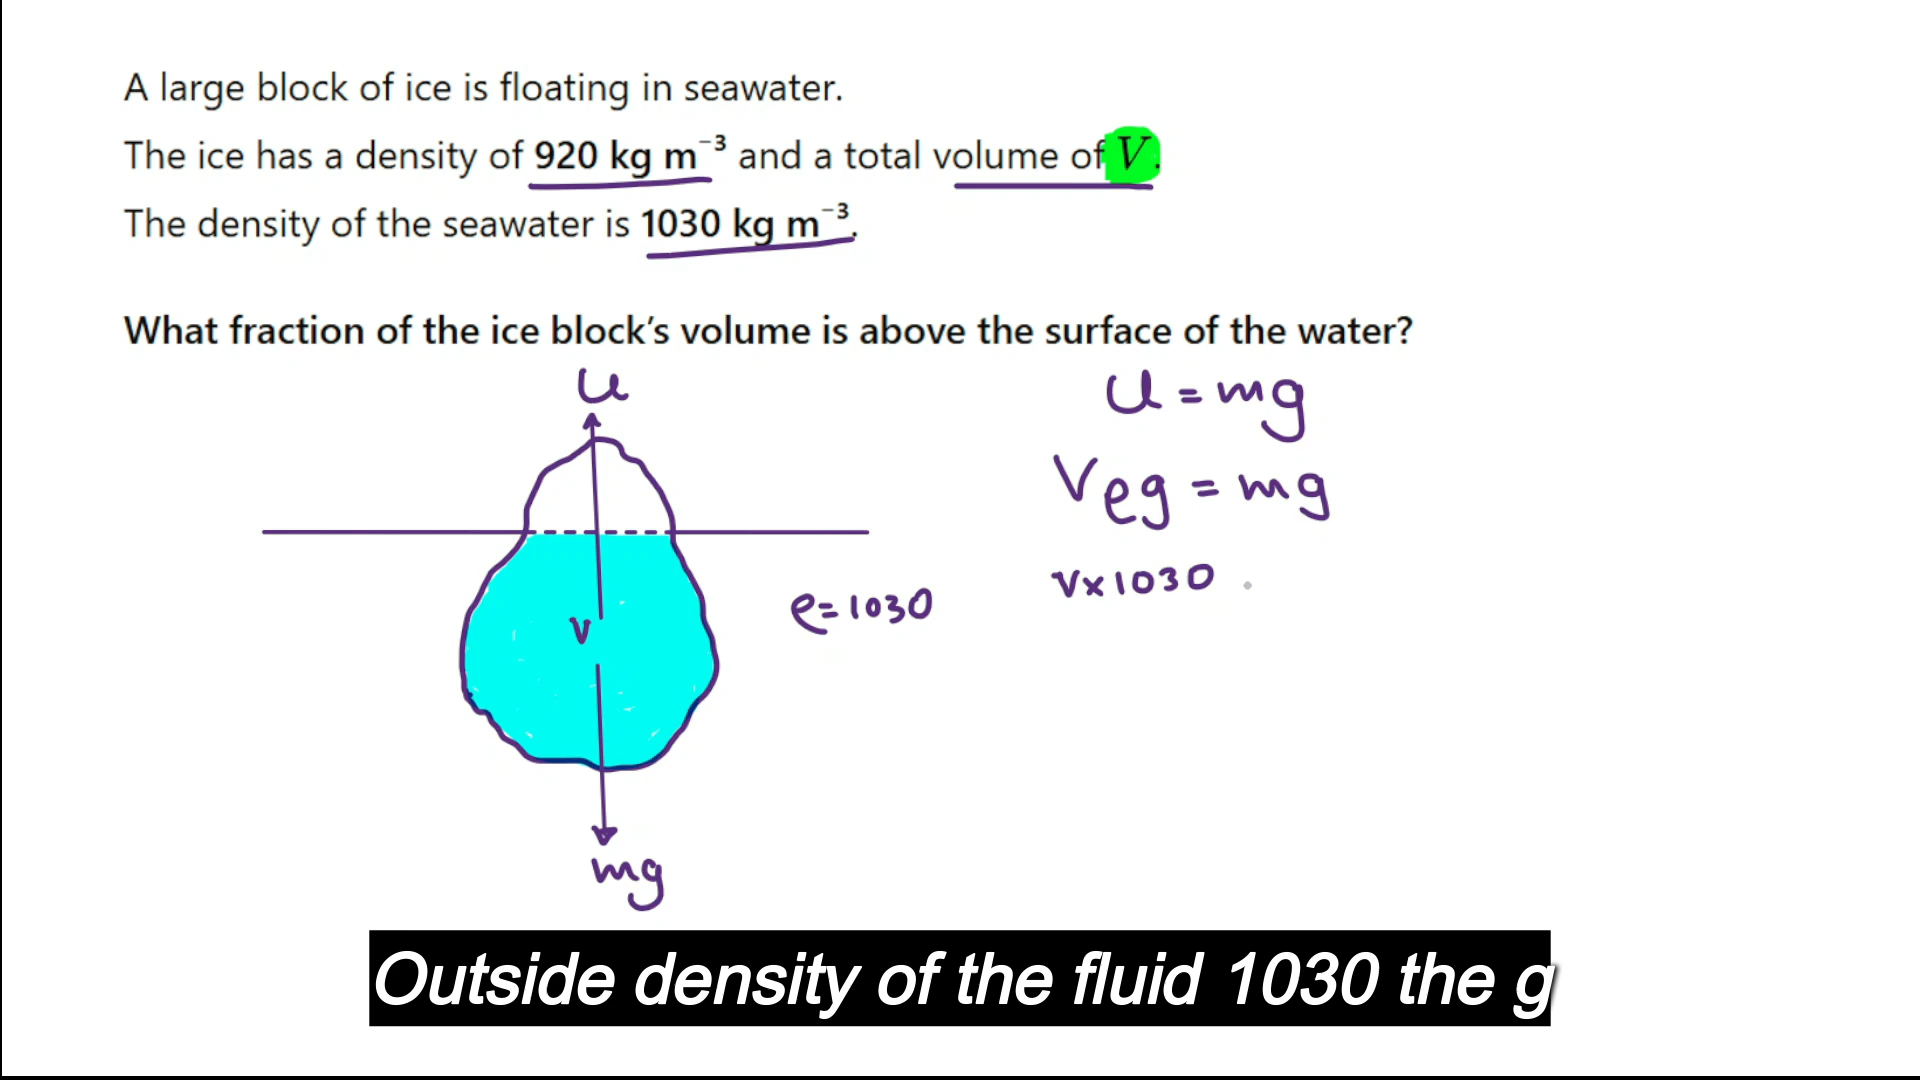 A large block of ice is floating in seawater.
The ice has a density of 920 kg m⁻³ and a total volume of V.
The density of the seawater is 1030 kg m⁻³.
What fraction of the ice block's volume is above the surface of the water?
U
U = mg
Vρg = mg
V×1030
ρ=1030
V
mg
Outside density of the fluid 1030 the g